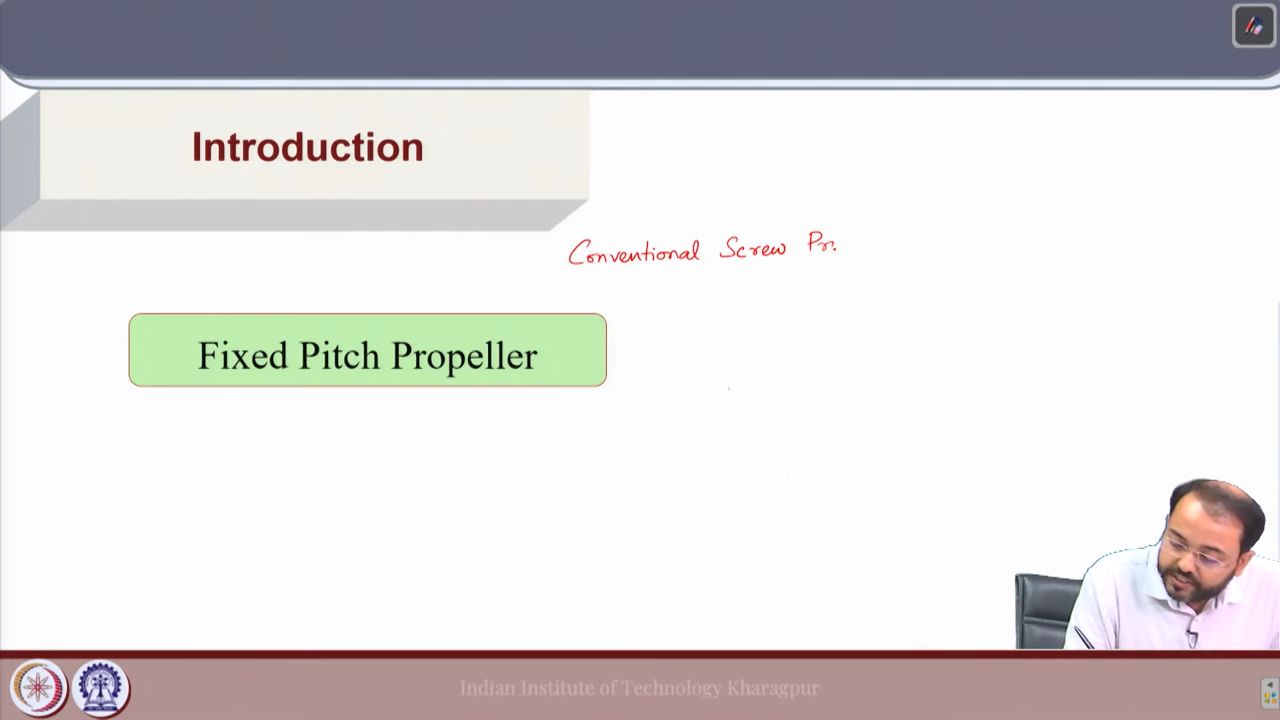 Introduction
Conventional Screw Pr.
Fixed Pitch Propeller
Indian Institute of Technology Kharagpur